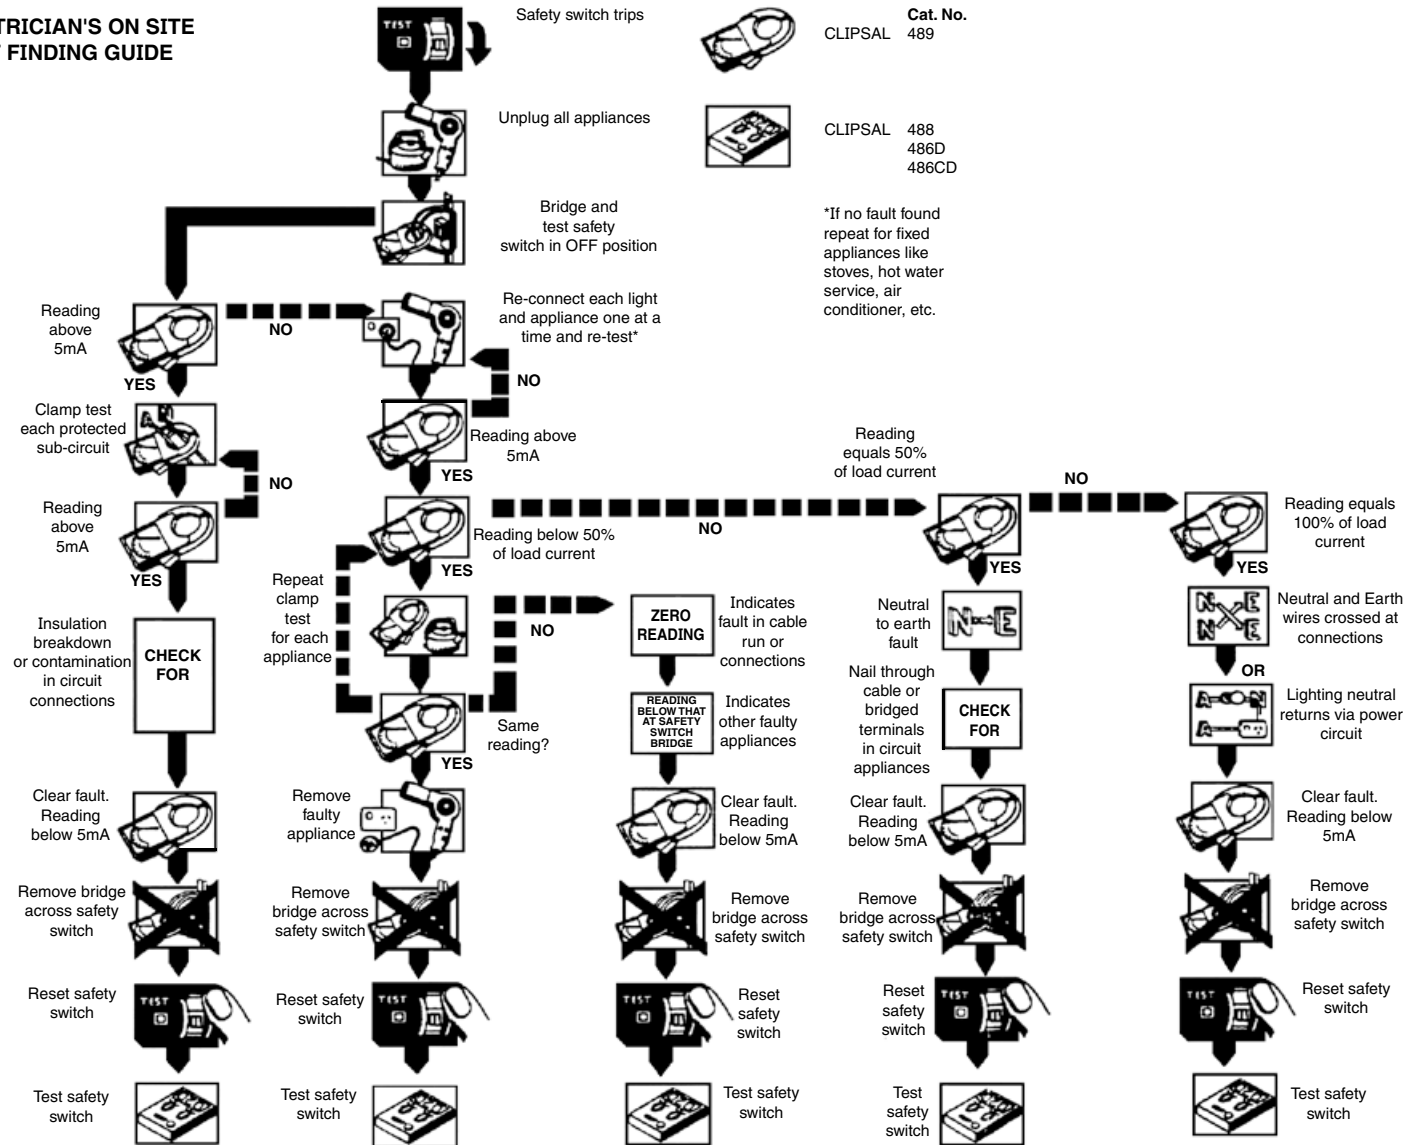 TRICIAN'S ON SITE
FINDING GUIDE
TEST
Safety switch trips
Cat. No.
CLIPSAL 489
Unplug all appliances
CLIPSAL 488
486D
486CD
Bridge and
test safety
switch in OFF position
*If no fault found
repeat for fixed
appliances like
stoves, hot water
service, air
conditioner, etc.
Reading
above
5mA
NO
YES
Re-connect each light
and appliance one at a
time and re-test*
NO
Clamp test
each protected
sub-circuit
A N
NO
Reading above
5mA
YES
Reading
above
5mA
YES
Reading below 50%
of load current
NO
YES
Reading
equals 50%
of load current
NO
YES
Reading equals
100% of load
current
YES
Repeat
clamp
test
for each
appliance
NO
Insulation
breakdown
or contamination
in circuit
connections
CHECK
FOR
Same
reading?
YES
ZERO
READING
Indicates
fault in cable
run or
connections
READING
BELOW THAT
AT SAFETY
SWITCH
BRIDGE
Indicates
other faulty
appliances
Neutral
to earth
fault
N E
Nail through
cable or
bridged
terminals
in circuit
appliances
CHECK
FOR
N E
N E
Neutral and Earth
wires crossed at
connections
OR
A N
A
Lighting neutral
returns via power
circuit
Clear fault.
Reading
below 5mA
Remove
faulty
appliance
Clear fault.
Reading
below 5mA
Clear fault.
Reading
below 5mA
Clear fault.
Reading below
5mA
Remove bridge
across safety
switch
Remove
bridge across
safety switch
Remove
bridge across
safety switch
Remove
bridge across
safety switch
Remove
bridge across
safety switch
Reset safety
switch
TEST
Reset safety
switch
TEST
TEST
Reset
safety
switch
Reset
safety
switch
TEST
TEST
Reset safety
switch
Test safety
switch
Test safety
switch
Test safety
switch
Test
safety
switch
Test safety
switch